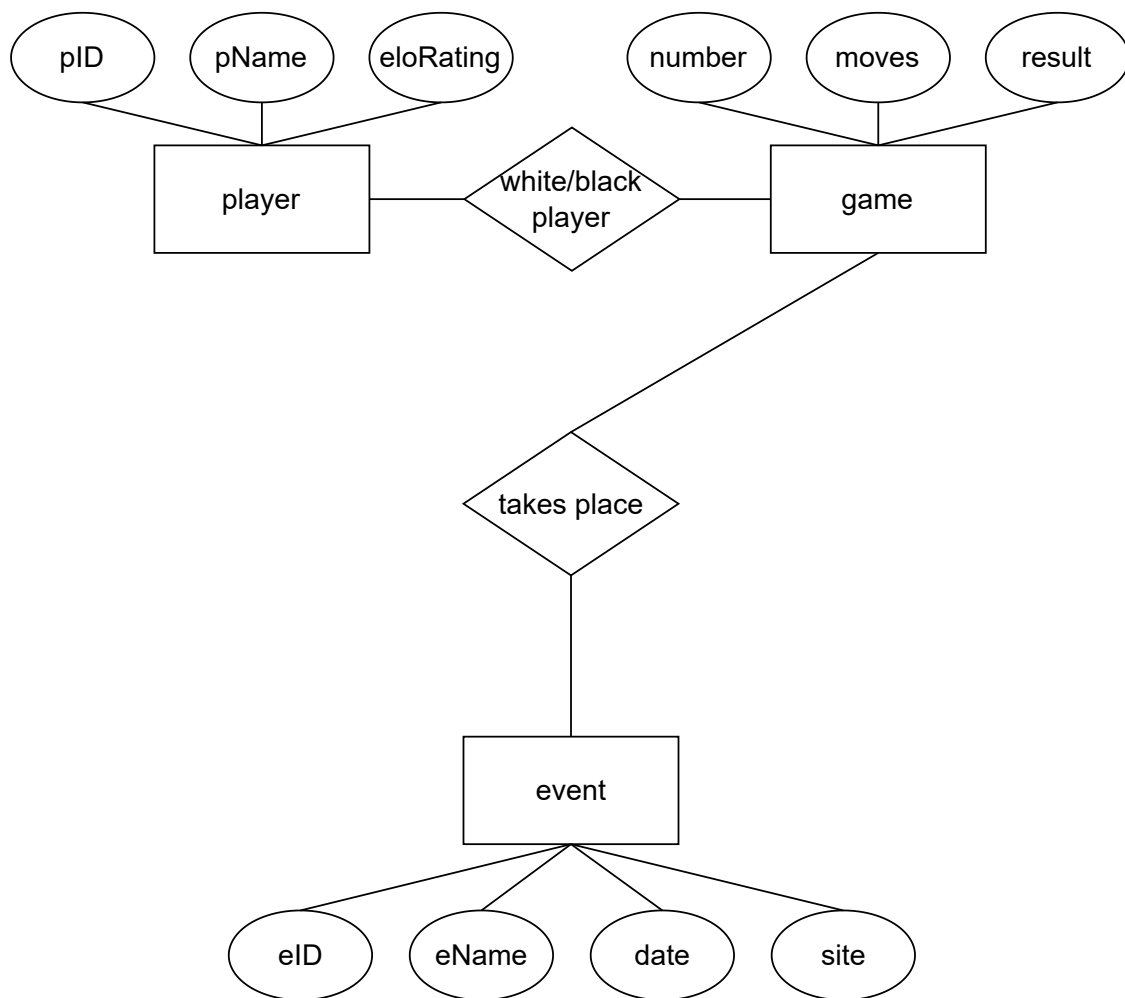 pID
pName
eloRating
number
moves
result
player
white/black
player
game
takes place
event
eID
eName
date
site